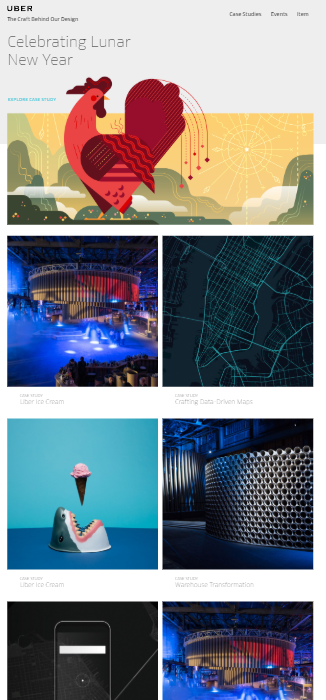 UBER
The Craft Behind Our Design
Case Studies Events Item
Celebrating Lunar
New Year
EXPLORE CASE STUDY
CASE STUDY
Uber Ice Cream
CASE STUDY
Crafting Data-Driven Maps
CASE STUDY
Uber Ice-Cream
CASE STUDY
Warehouse Transformation